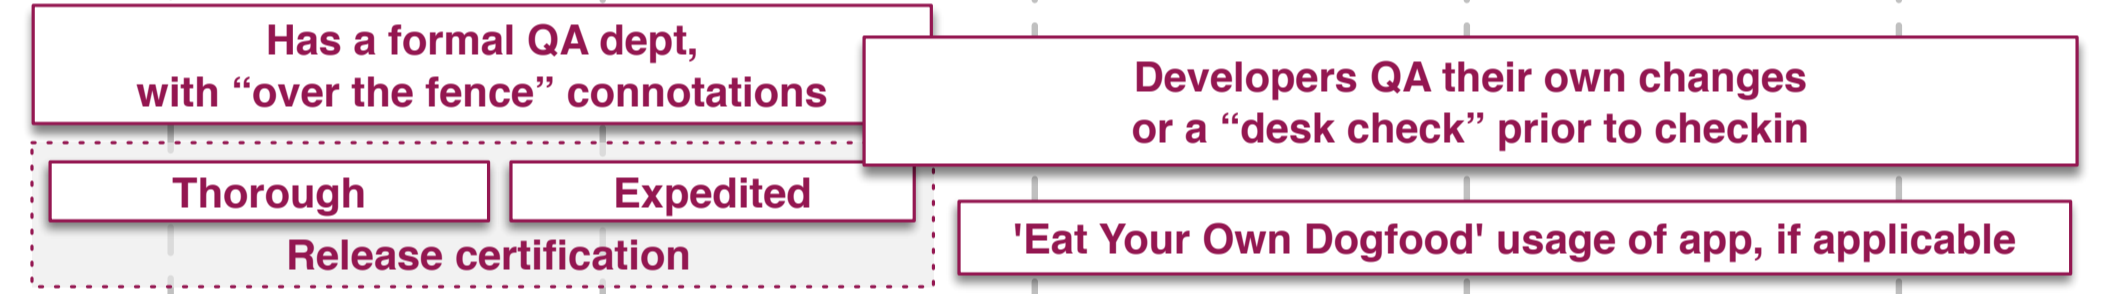 Has a formal QA dept,
with “over the fence” connotations
Developers QA their own changes
or a “desk check” prior to checkin
Thorough
Expedited
Release certification
'Eat Your Own Dogfood' usage of app, if applicable